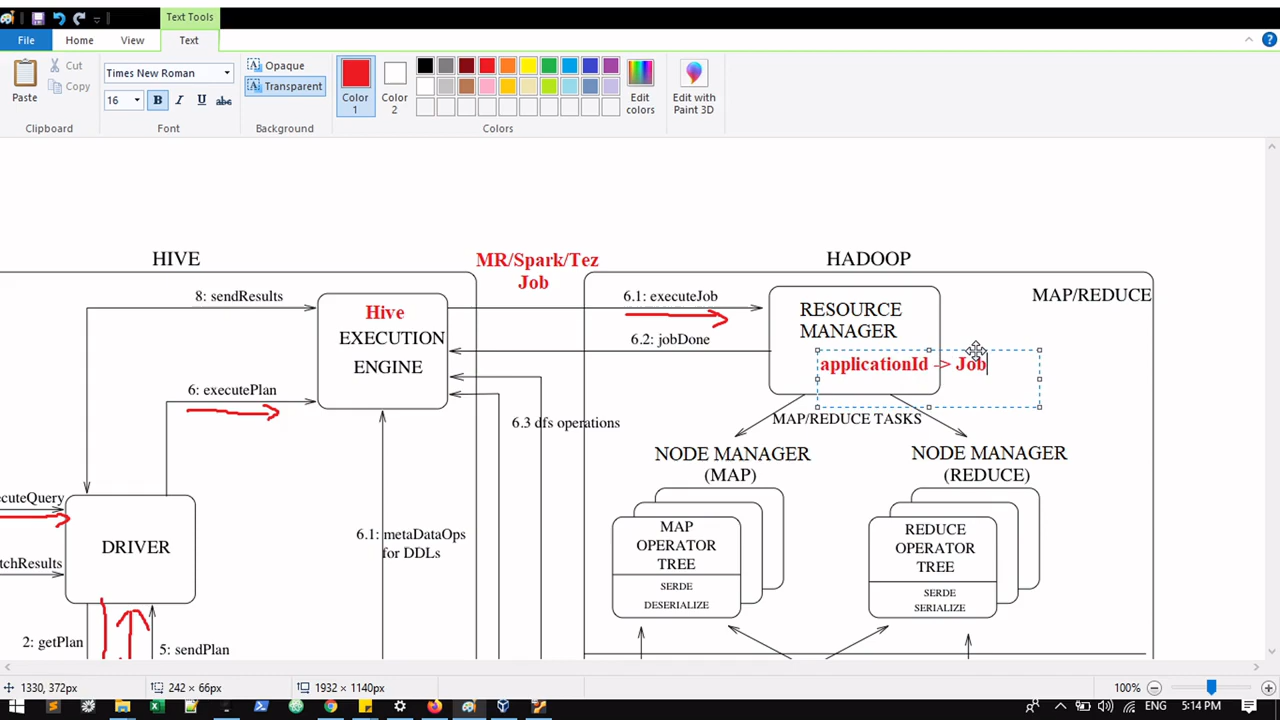 Text Tools
File
Home
View
Text
Paste
Cut
Copy
Clipboard
Times New Roman
16
B
I
U
abc
Font
Opaque
Transparent
Background
Color
1
Color
2
Edit
colors
Colors
Edit with
Paint 3D
HIVE
MR/Spark/Tez
Job
HADOOP
8: sendResults
Hive
EXECUTION
ENGINE
6.1: executeJob
6.2: jobDone
RESOURCE
MANAGER
MAP/REDUCE
applicationId -> Job
6: executePlan
6.3 dfs operations
MAP/REDUCE TASKS
NODE MANAGER
(MAP)
NODE MANAGER
(REDUCE)
ecuteQuery
DRIVER
tchResults
6.1: metaDataOps
for DDLs
MAP
OPERATOR
TREE
SERDE
DESERIALIZE
REDUCE
OPERATOR
TREE
SERDE
SERIALIZE
2: getPlan
5: sendPlan
1330, 372px
242 × 66px
1932 × 1140px
100%
ENG
5:14 PM